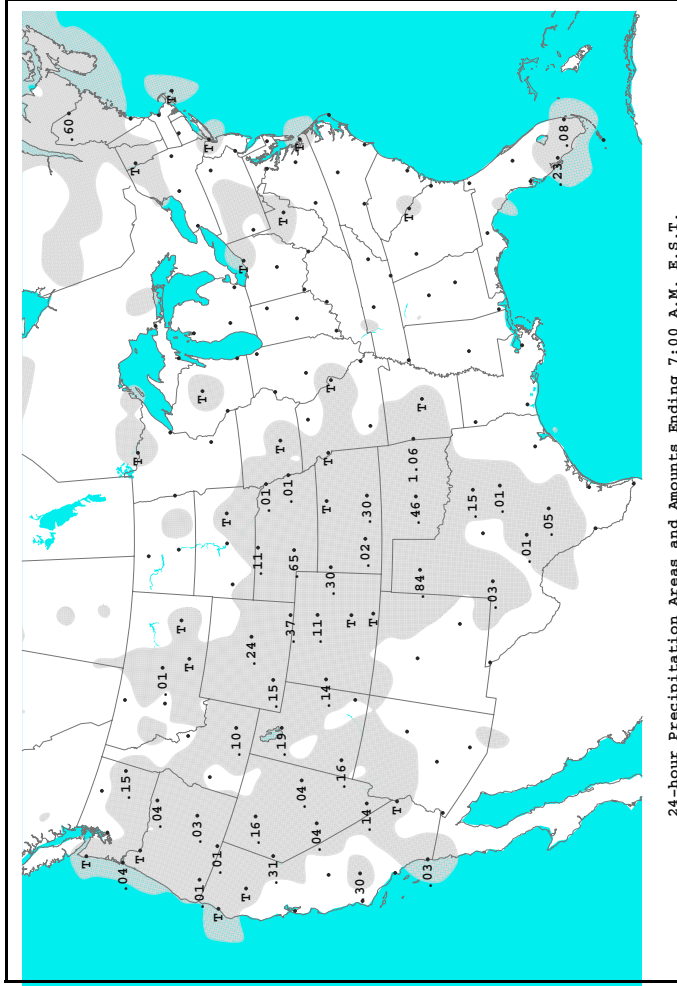 .60
T
.04
.15
T
T
T
.04
.01
T
T
T
.03
.01
T
T
.01
T
T
.10
T
T
.24
.16
.11
.01
.31
.15
T
.19
T
.01
.37
.65
T
.04
.04
.11
.14
T
T
.30
T
.16
T
.30
.02
.30
.14
T
T
T
1.06
.46
.84
T
.03
.15
.03
.01
.01
.05
.23
.08
24-hour Precipitation Areas and Amounts Ending 7:00 A.M. E.S.T.